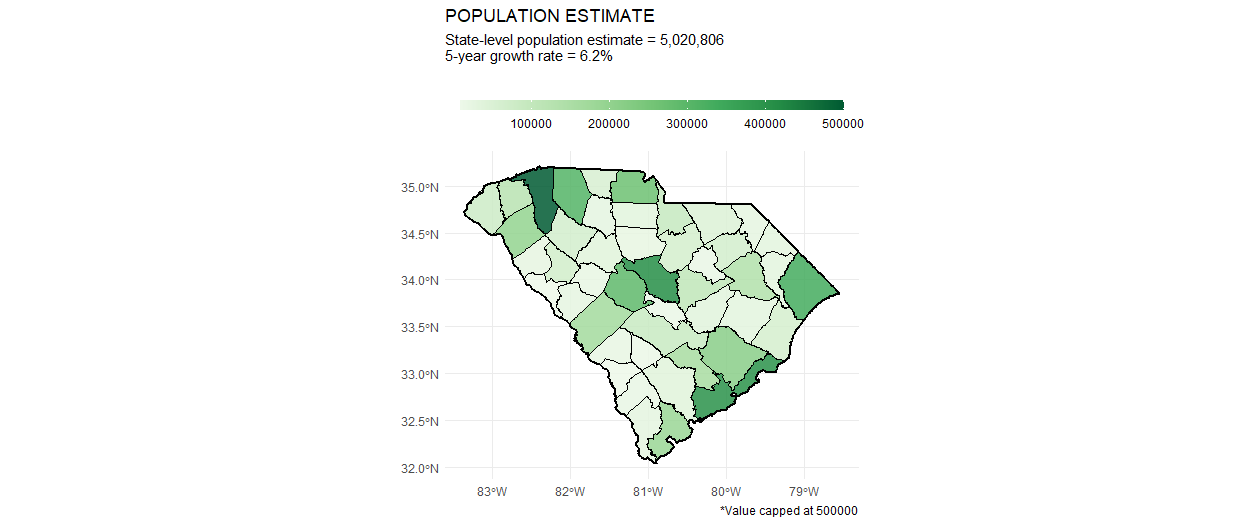 POPULATION ESTIMATE
State-level population estimate = 5,020,806
5-year growth rate = 6.2%
100000 200000 300000 400000 500000
35.0°N
34.5°N
34.0°N
33.5°N
33.0°N
32.5°N
32.0°N
83°W 82°W 81°W 80°W 79°W
*Value capped at 500000